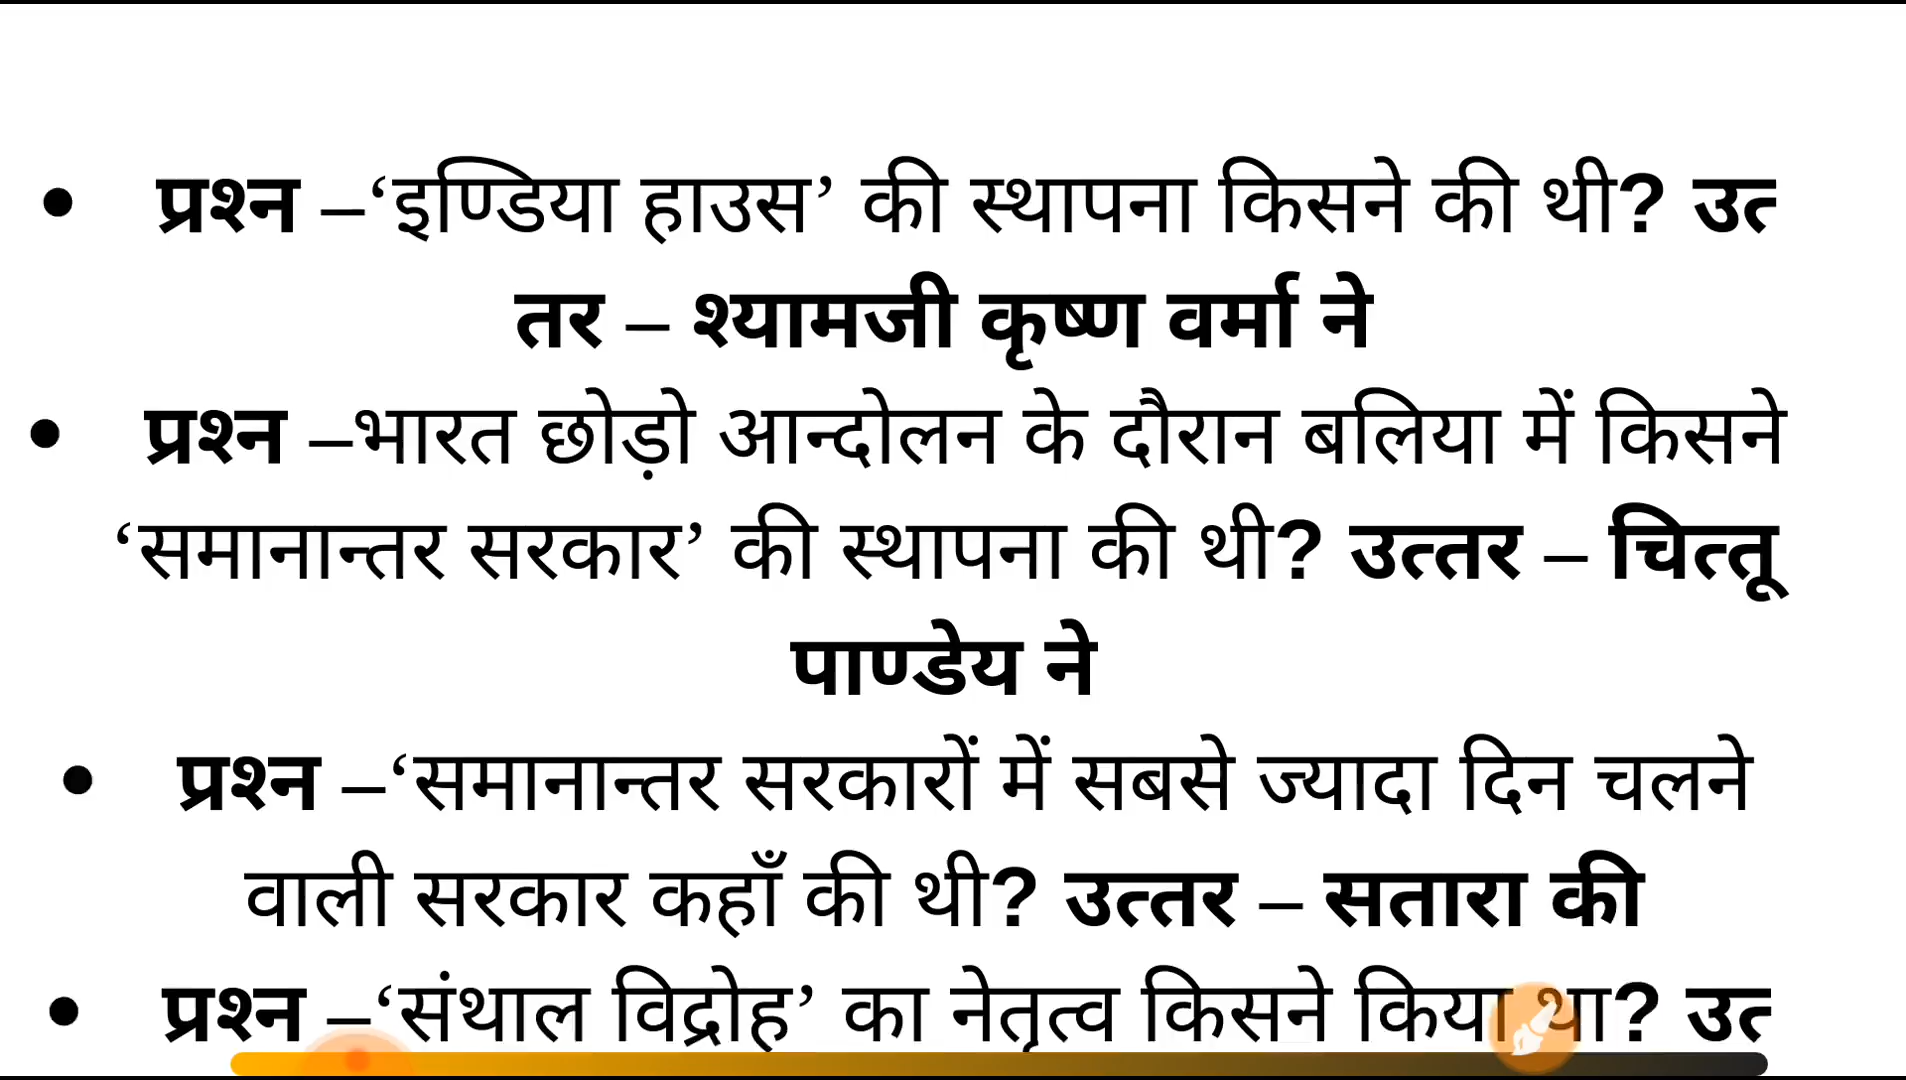 • प्रश्न –‘इण्डिया हाउस’ की स्थापना किसने की थी? उत्
तर – श्यामजी कृष्ण वर्मा ने
• प्रश्न –भारत छोड़ो आन्दोलन के दौरान बलिया में किसने
‘समानान्तर सरकार’ की स्थापना की थी? उत्तर – चित्तू
पाण्डेय ने
• प्रश्न –‘समानान्तर सरकारों में सबसे ज्यादा दिन चलने
वाली सरकार कहाँ की थी? उत्तर – सतारा की
• प्रश्न –‘संथाल विद्रोह’ का नेतृत्व किसने किया था? उत्